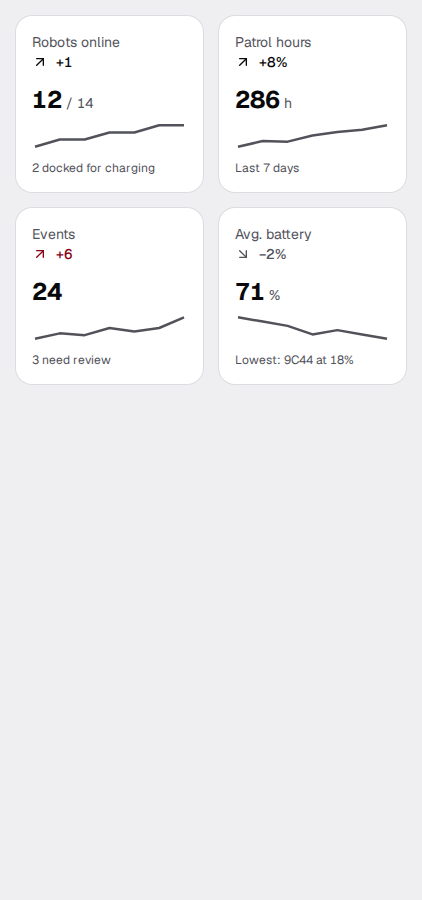 Robots online
+1
12 / 14
2 docked for charging
Patrol hours
+8%
286 h
Last 7 days
Events
+6
24
3 need review
Avg. battery
−2%
71 %
Lowest: 9C44 at 18%